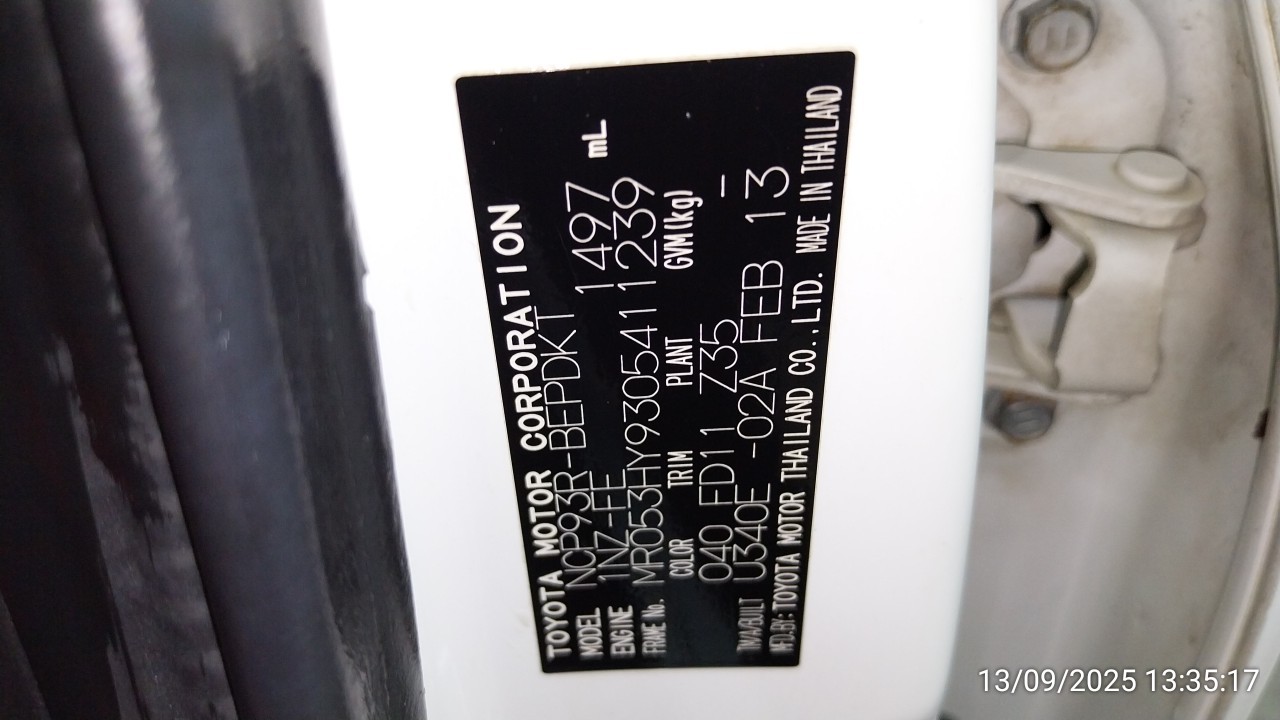 TOYOTA MOTOR CORPORATION
MODEL NCP93R-BEPDKT
ENGINE 1NZ-FE 1497 mL
FRAME No. MR053HY9305411239
COLOR TRIM PLANT GVM(kg)
040 FD11 Z35 —
T/M/A/BUILT U340E -02A FEB 13
MFD.BY: TOYOTA MOTOR THAILAND CO.,LTD. MADE IN THAILAND
13/09/2025 13:35:17